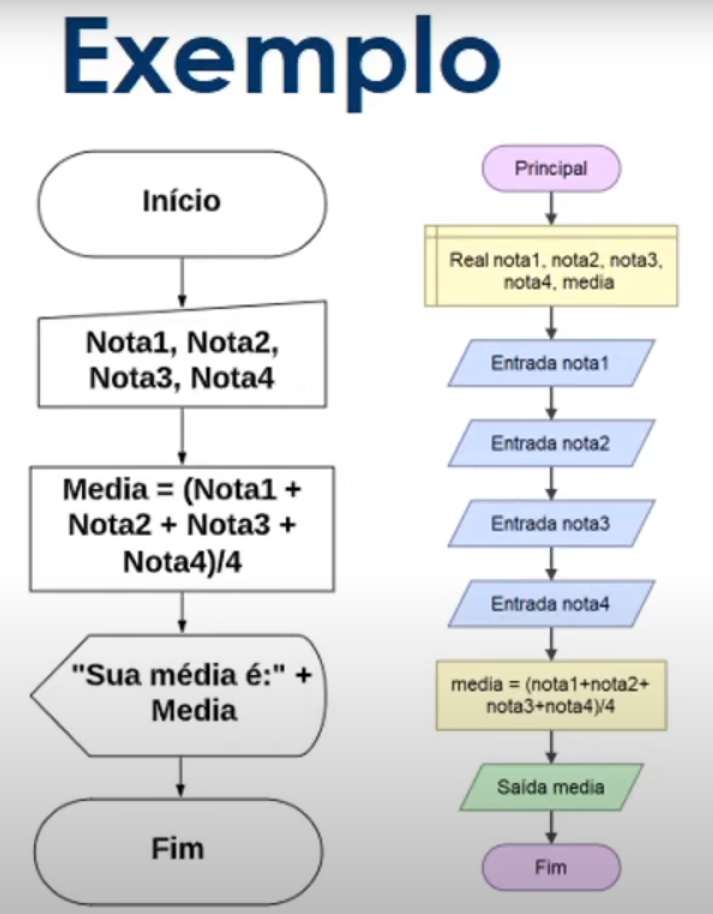 Exemplo
Início
Nota1, Nota2,
Nota3, Nota4
Media = (Nota1 +
Nota2 + Nota3 +
Nota4)/4
"Sua média é:" +
Media
Fim
Principal
Real nota1, nota2, nota3,
nota4, media
Entrada nota1
Entrada nota2
Entrada nota3
Entrada nota4
media = (nota1+nota2+
nota3+nota4)/4
Saída media
Fim